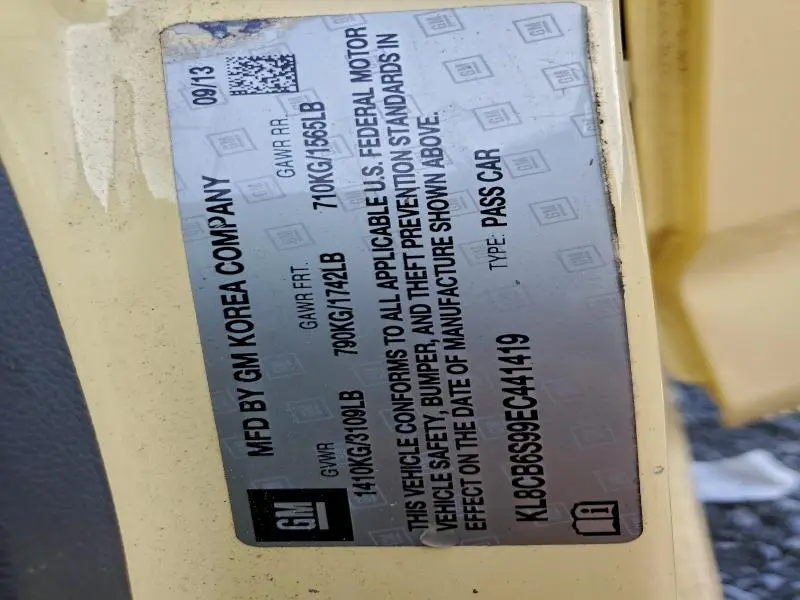 09/13
MFD BY GM KOREA COMPANY
GM
GVWR GAWR FRT. GAWR RR.
1410KG/3109LB 790KG/1742LB 710KG/1565LB
THIS VEHICLE CONFORMS TO ALL APPLICABLE U.S. FEDERAL MOTOR
VEHICLE SAFETY, BUMPER, AND THEFT PREVENTION STANDARDS IN
EFFECT ON THE DATE OF MANUFACTURE SHOWN ABOVE.
KL8CB6S99EC441419 TYPE: PASS CAR